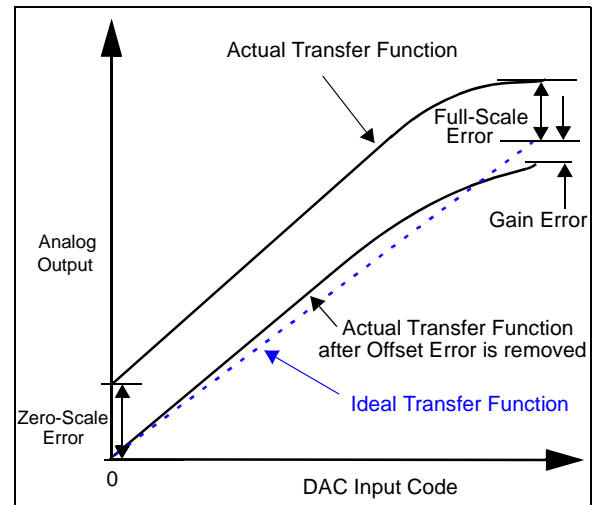 Actual Transfer Function
Full-Scale
Error
Gain Error
Analog
Output
Actual Transfer Function
after Offset Error is removed
Ideal Transfer Function
Zero-Scale
Error
0
DAC Input Code